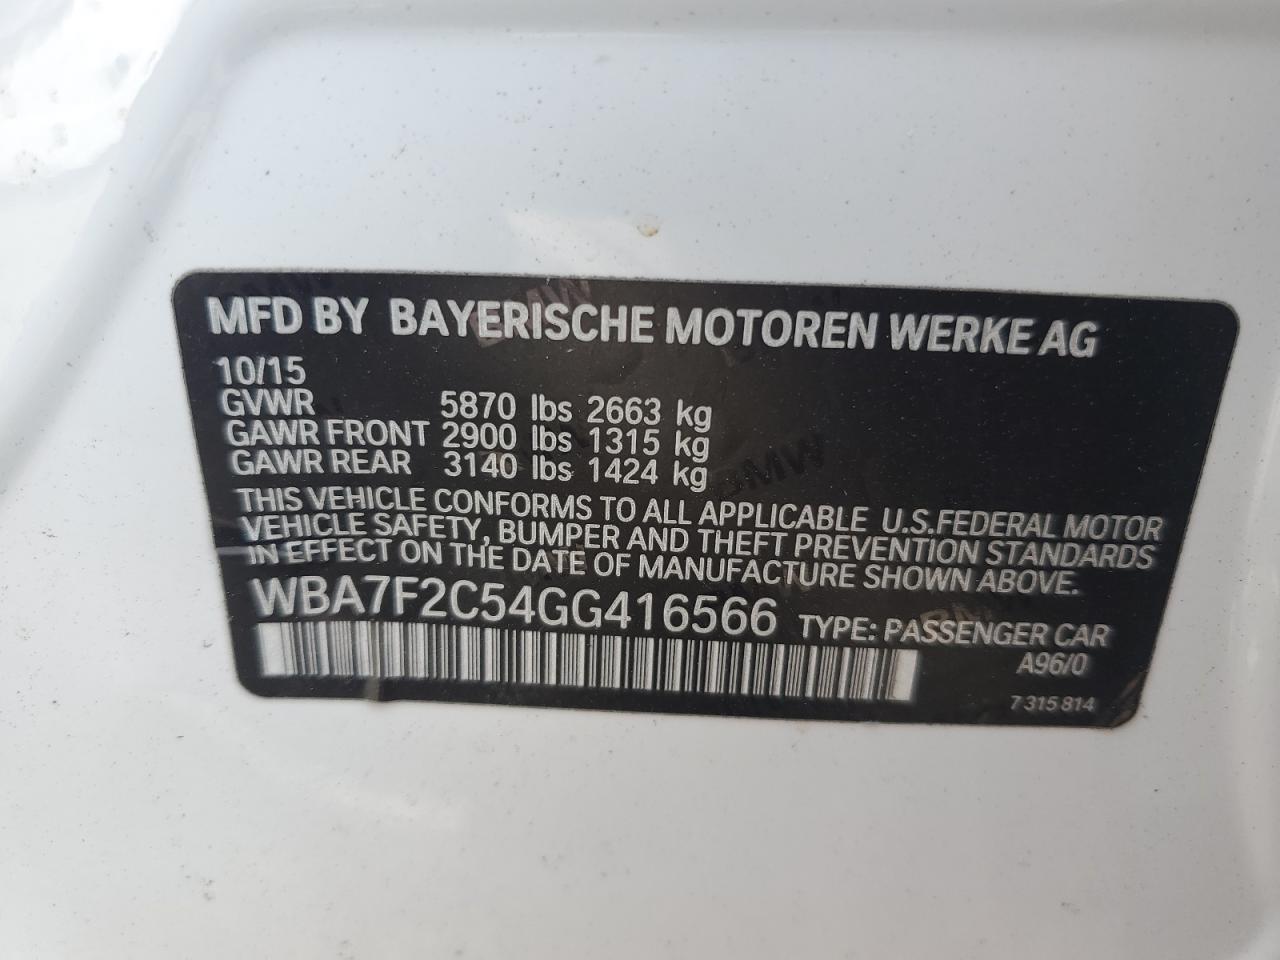 MFD BY BAYERISCHE MOTOREN WERKE AG
10/15
GVWR 5870 lbs 2663 kg
GAWR FRONT 2900 lbs 1315 kg
GAWR REAR 3140 lbs 1424 kg
THIS VEHICLE CONFORMS TO ALL APPLICABLE U.S.FEDERAL MOTOR
VEHICLE SAFETY, BUMPER AND THEFT PREVENTION STANDARDS
IN EFFECT ON THE DATE OF MANUFACTURE SHOWN ABOVE.
WBA7F2C54GG416566 TYPE: PASSENGER CAR
A96/0
7 315 814